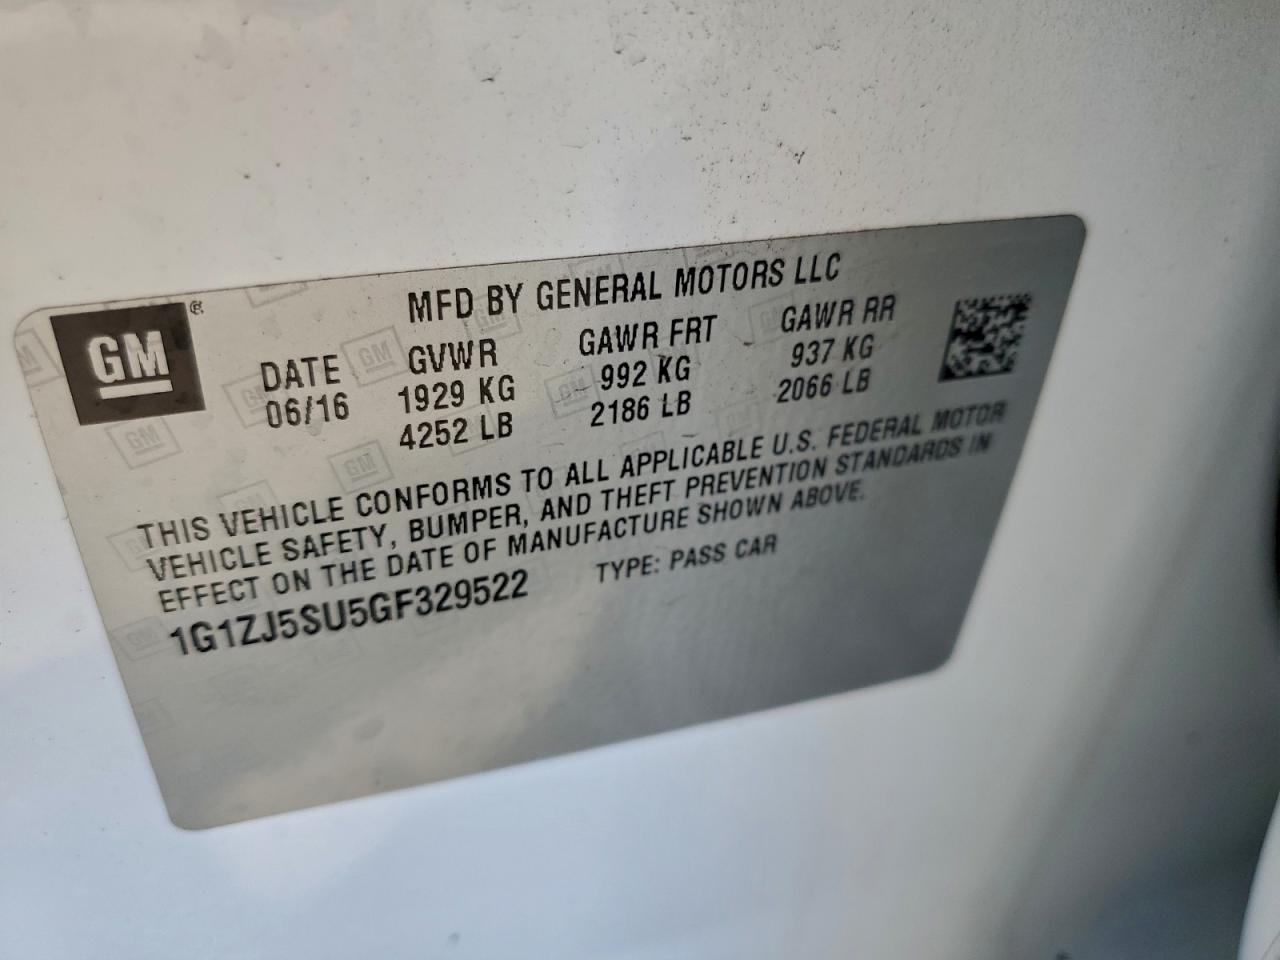 GM®
MFD BY GENERAL MOTORS LLC
DATE GVWR GAWR FRT GAWR RR
06/16 1929 KG 992 KG 937 KG
4252 LB 2186 LB 2066 LB
THIS VEHICLE CONFORMS TO ALL APPLICABLE U.S. FEDERAL MOTOR
VEHICLE SAFETY, BUMPER, AND THEFT PREVENTION STANDARDS IN
EFFECT ON THE DATE OF MANUFACTURE SHOWN ABOVE.
1G1ZJ5SU5GF329522 TYPE: PASS CAR